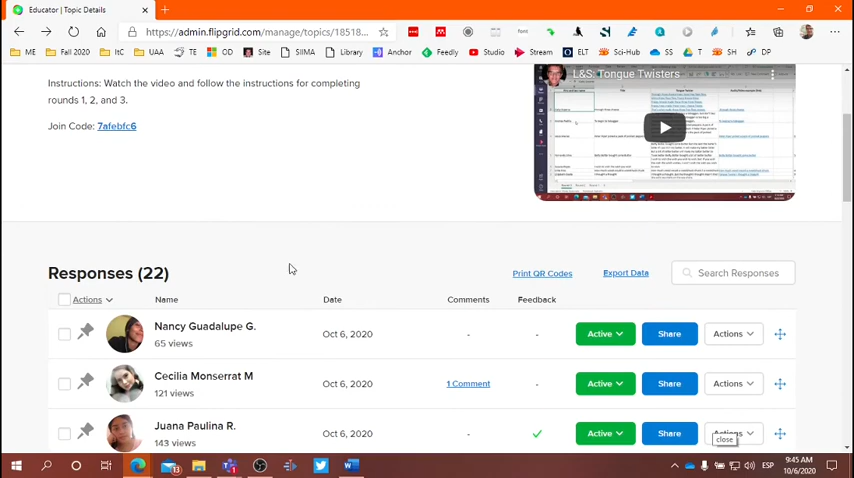 Educator | Topic Details
https://admin.flipgrid.com/manage/topics/18518...
ME
Fall 2020
ItC
UAA
TE
OD
Site
SIIMA
Library
Anchor
Feedly
Studio
Stream
ELT
Sci-Hub
SS
T
SH
DP
Instructions: Watch the video and follow the instructions for completing
rounds 1, 2, and 3.
Join Code: 7afebfc6
L&S: Tongue Twisters
Responses (22)
Print QR Codes
Export Data
Search Responses
Actions
Name
Date
Comments
Feedback
Nancy Guadalupe G.
65 views
Oct 6, 2020
-
-
Active
Share
Actions
Cecilia Monserrat M
121 views
Oct 6, 2020
1 Comment
-
Active
Share
Actions
Juana Paulina R.
143 views
Oct 6, 2020
-
Active
Share
Actions
close
13
ESP
9:45 AM
10/6/2020